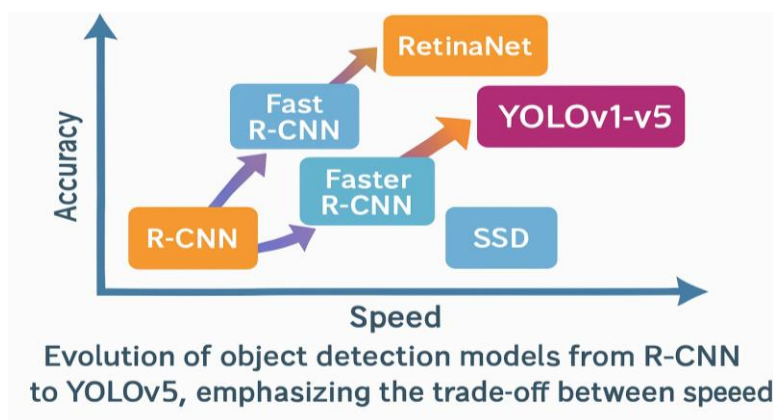 Accuracy
RetinaNet
Fast
R-CNN
YOLOv1-v5
Faster
R-CNN
R-CNN
SSD
Speed
Evolution of object detection models from R-CNN
to YOLOv5, emphasizing the trade-off between speeed